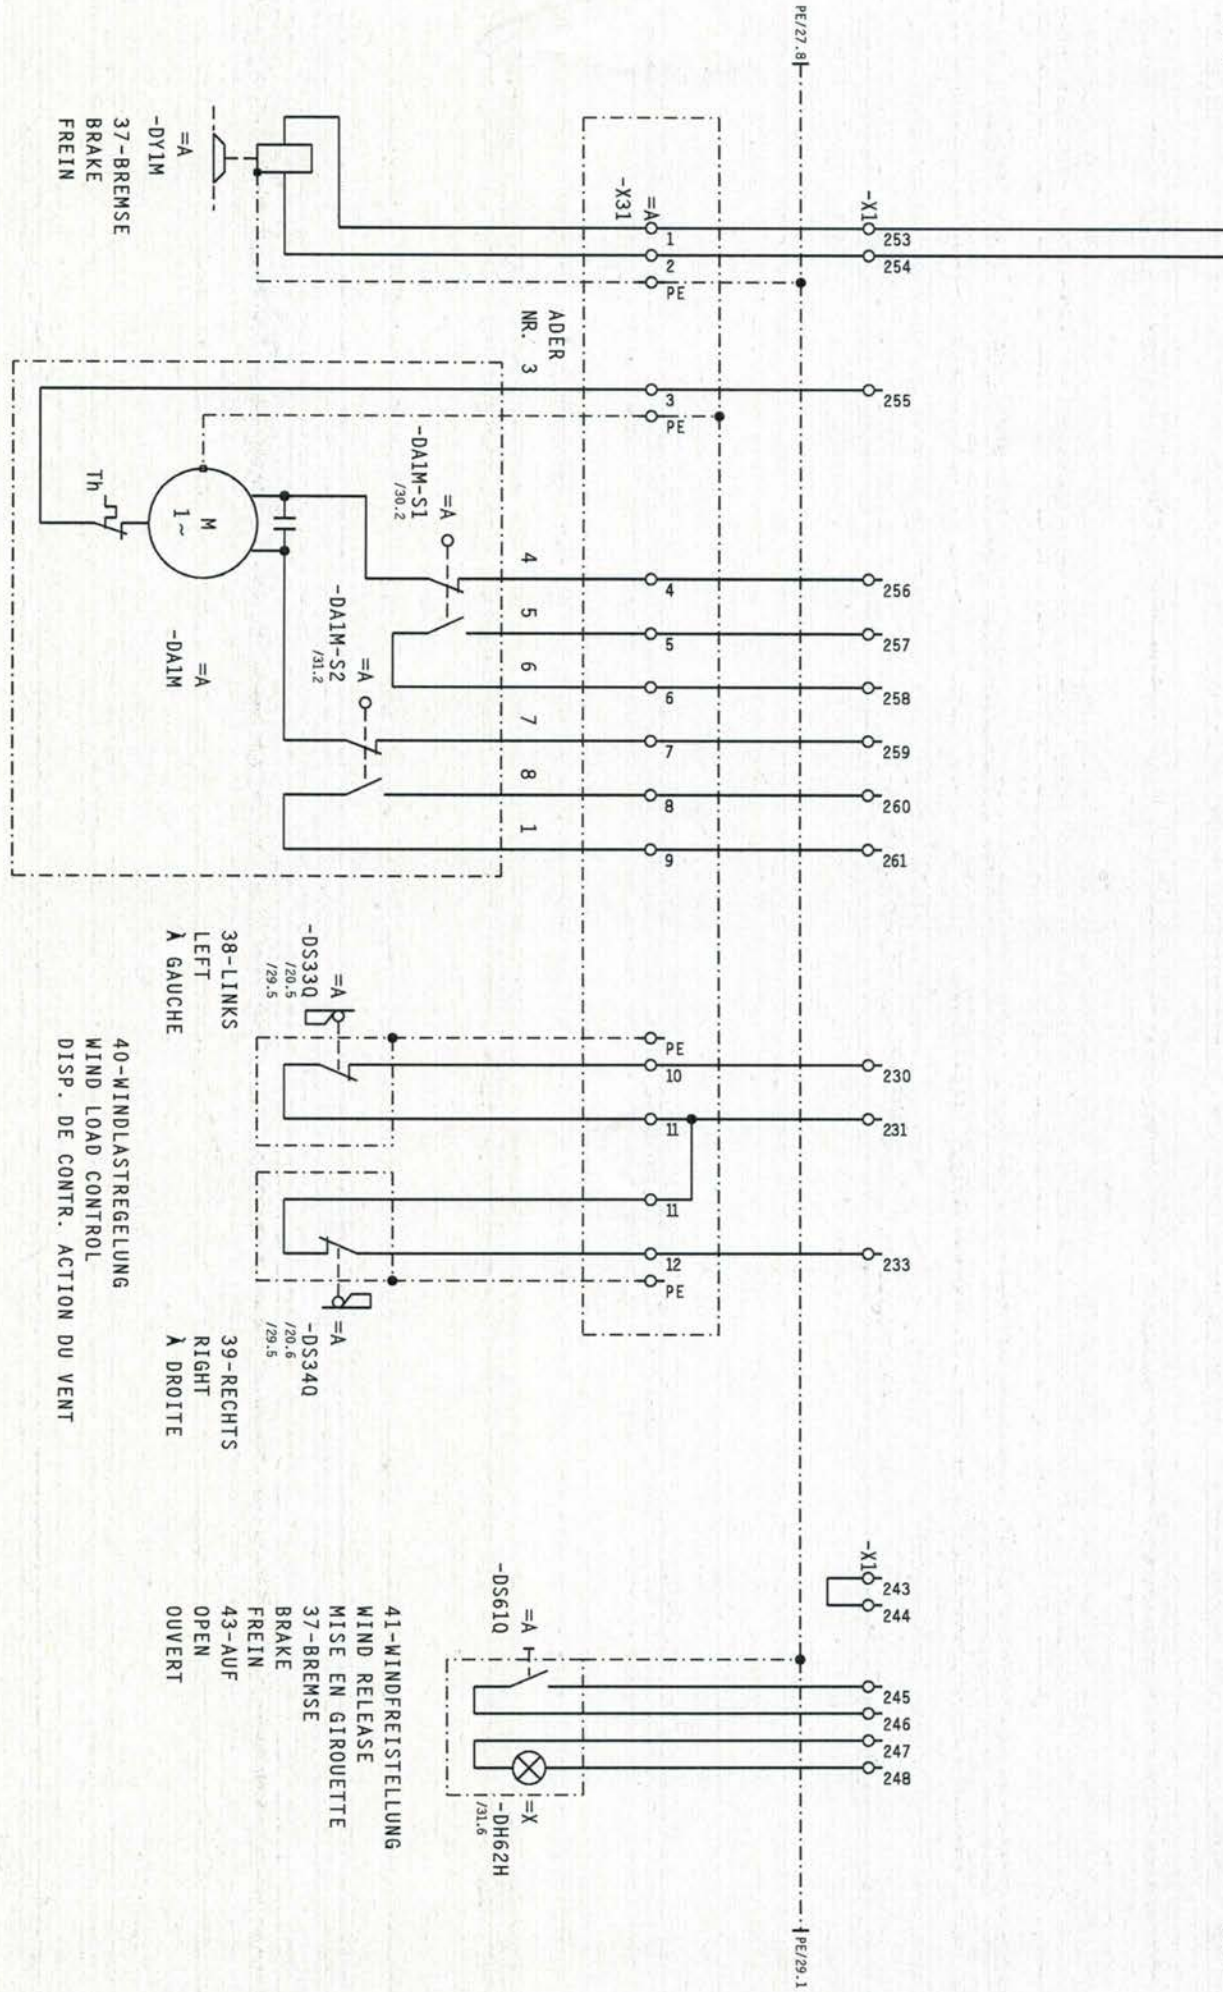 PE/27.8
-X1
253
254
=A
-X31
1
2
PE
=A
-DY1M
37-BREMSE
BRAKE
FREIN
ADER
NR.
3
4
5
6
7
8
1
3
PE
4
5
6
7
8
9
255
256
257
258
259
260
261
=A
-DA1M-S1
/30.2
=A
-DA1M-S2
/31.2
M
1~
Th
=A
-DA1M
PE
10
11
11
12
PE
230
231
233
=A
-DS33Q
/20.5
/29.5
38-LINKS
LEFT
À GAUCHE
=A
-DS34Q
/20.6
/29.5
39-RECHTS
RIGHT
À DROITE
40-WINDLASTREGELUNG
WIND LOAD CONTROL
DISP. DE CONTR. ACTION DU VENT
-X1
243
244
245
246
247
248
=A
-DS61Q
=X
-DH62H
/31.6
41-WINDFREISTELLUNG
WIND RELEASE
MISE EN GIROUETTE
37-BREMSE
BRAKE
FREIN
43-AUF
OPEN
OUVERT
PE/29.1